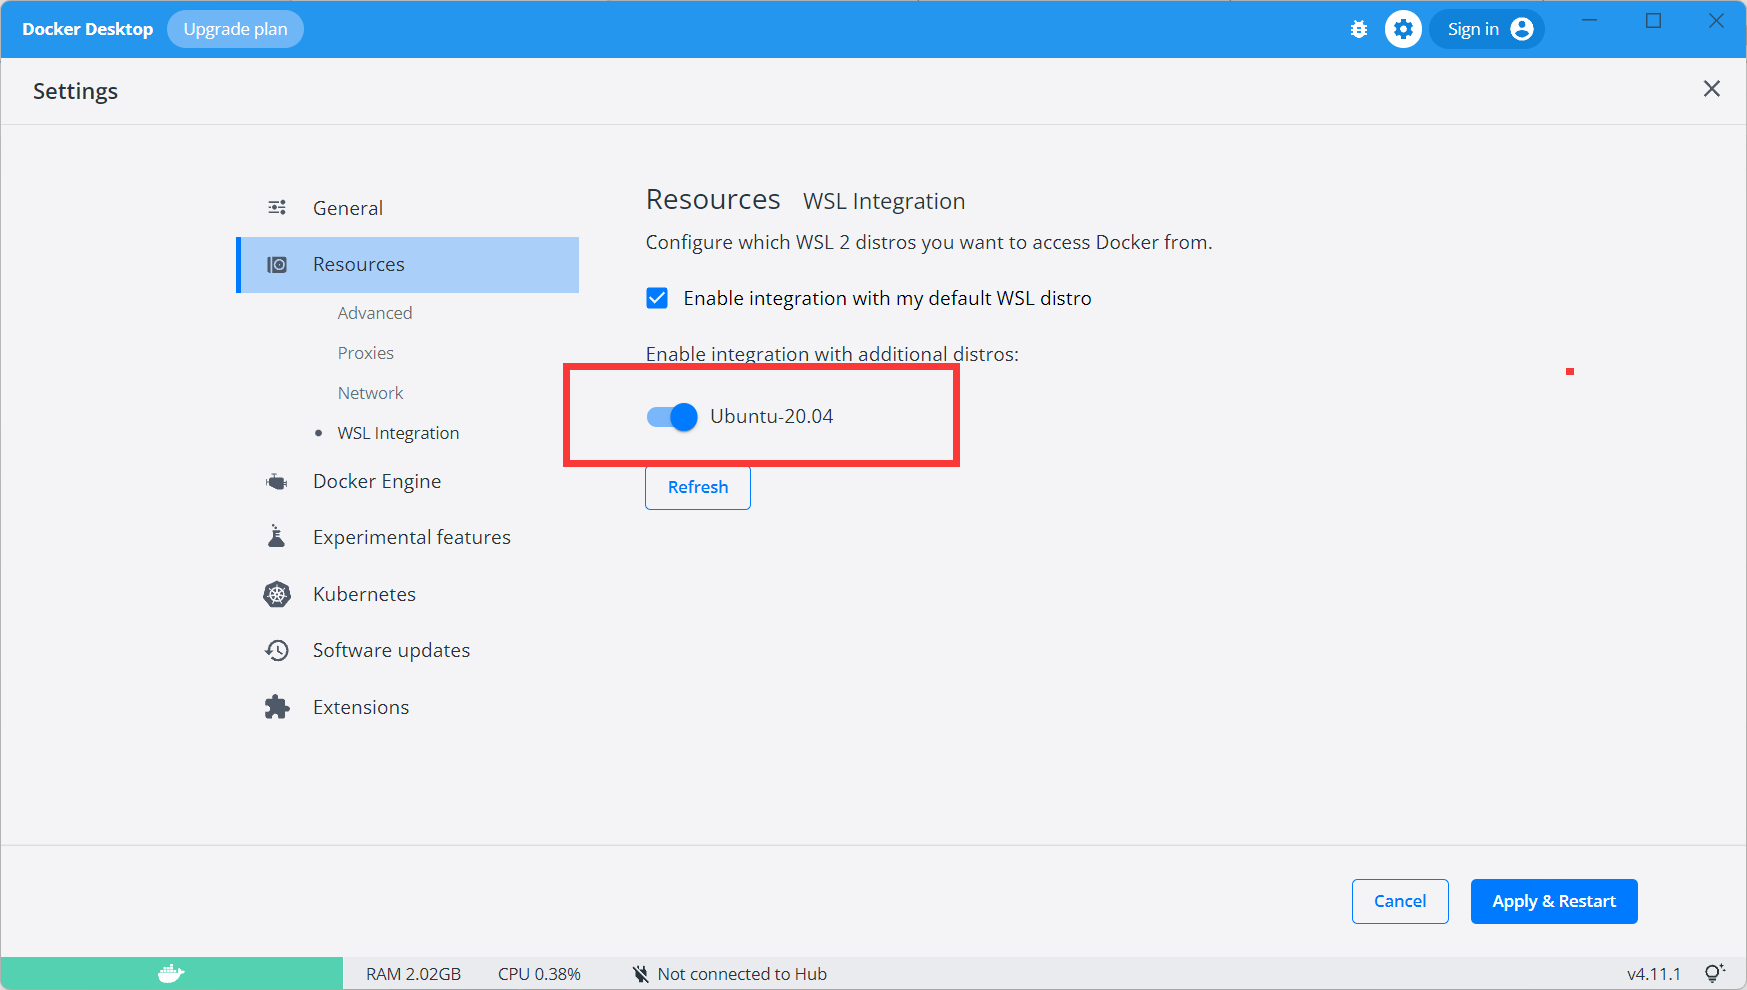 Docker Desktop Upgrade plan Sign in
Settings
General
Resources
Advanced
Proxies
Network
WSL Integration
Docker Engine
Experimental features
Kubernetes
Software updates
Extensions
Resources WSL Integration
Configure which WSL 2 distros you want to access Docker from.
Enable integration with my default WSL distro
Enable integration with additional distros:
Ubuntu-20.04
Refresh
Cancel Apply & Restart
RAM 2.02GB CPU 0.38% Not connected to Hub v4.11.1